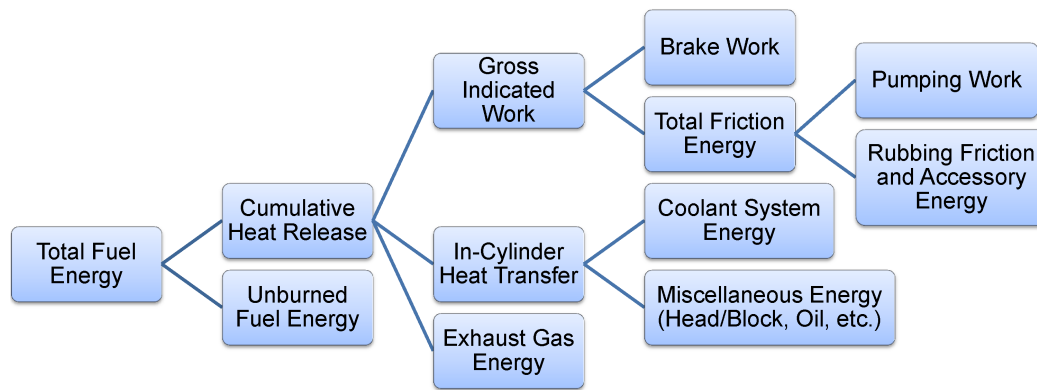 Total Fuel
Energy
Cumulative
Heat Release
Unburned
Fuel Energy
Gross
Indicated
Work
In-Cylinder
Heat Transfer
Exhaust Gas
Energy
Brake Work
Total Friction
Energy
Coolant System
Energy
Miscellaneous Energy
(Head/Block, Oil, etc.)
Pumping Work
Rubbing Friction
and Accessory
Energy